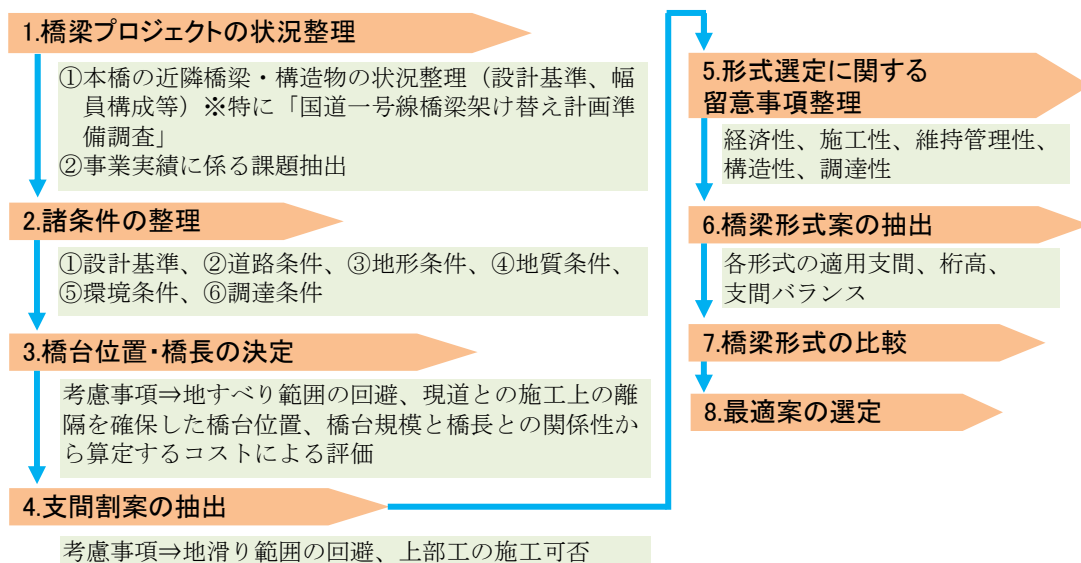 1.橋梁プロジェクトの状況整理
①本橋の近隣橋梁・構造物の状況整理（設計基準、幅
員構成等）※特に「国道一号線橋梁架け替え計画準
備調査」
②事業実績に係る課題抽出
2.諸条件の整理
①設計基準、②道路条件、③地形条件、④地質条件、
⑤環境条件、⑥調達条件
3.橋台位置・橋長の決定
考慮事項⇒地すべり範囲の回避、現道との施工上の離
隔を確保した橋台位置、橋台規模と橋長との関係性か
ら算定するコストによる評価
4.支間割案の抽出
考慮事項⇒地滑り範囲の回避、上部工の施工可否
5.形式選定に関する
留意事項整理
経済性、施工性、維持管理性、
構造性、調達性
6.橋梁形式案の抽出
各形式の適用支間、桁高、
支間バランス
7.橋梁形式の比較
8.最適案の選定